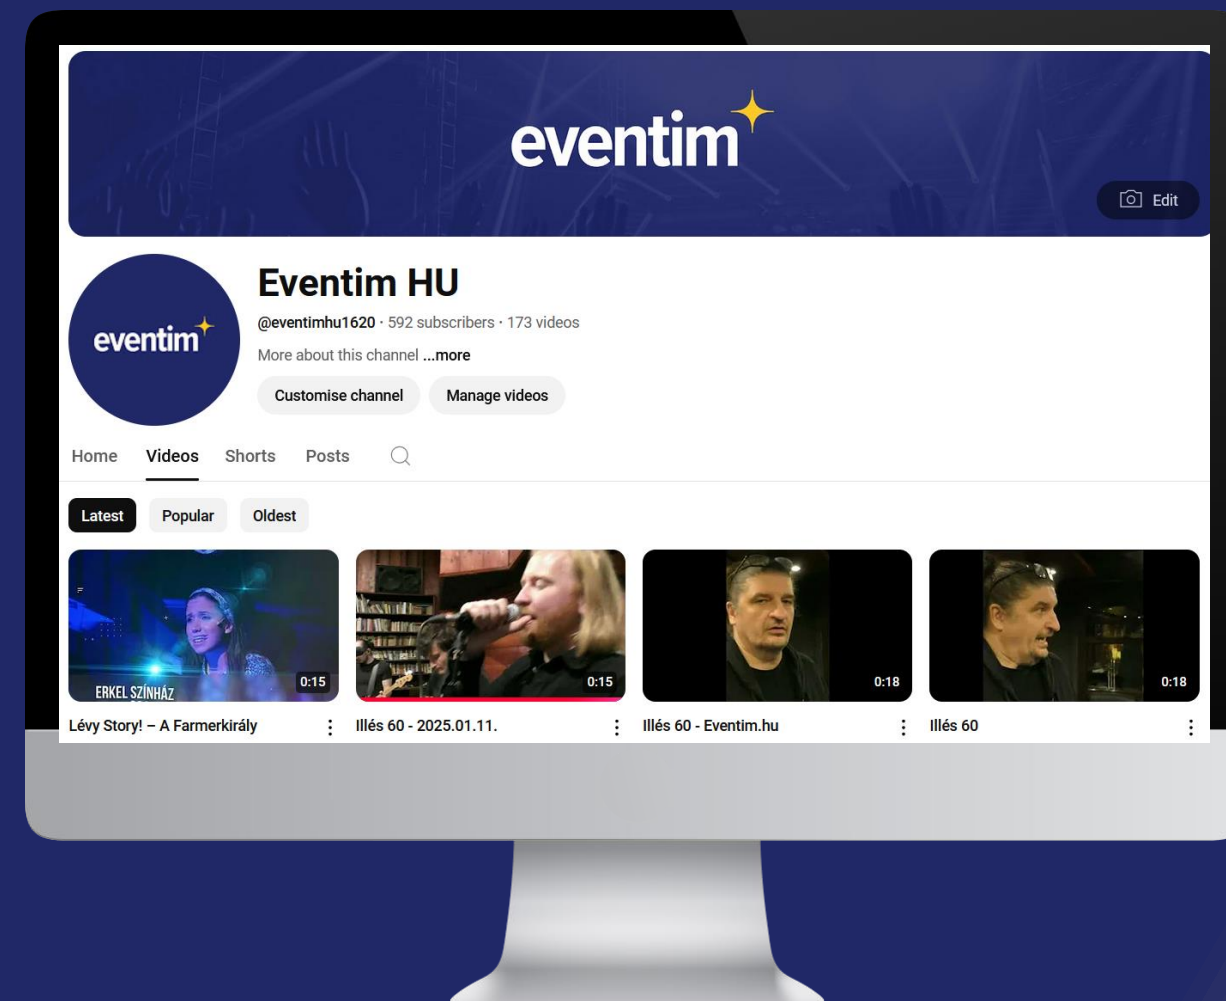 eventim
Edit
eventim
Eventim HU
@eventimhu1620 · 592 subscribers · 173 videos
More about this channel ...more
Customise channel
Manage videos
Home Videos Shorts Posts
Latest Popular Oldest
ERKEL SZÍNHÁZ
0:15
0:15
0:18
0:18
Lévy Story! – A Farmerkirály
Illés 60 - 2025.01.11.
Illés 60 - Eventim.hu
Illés 60